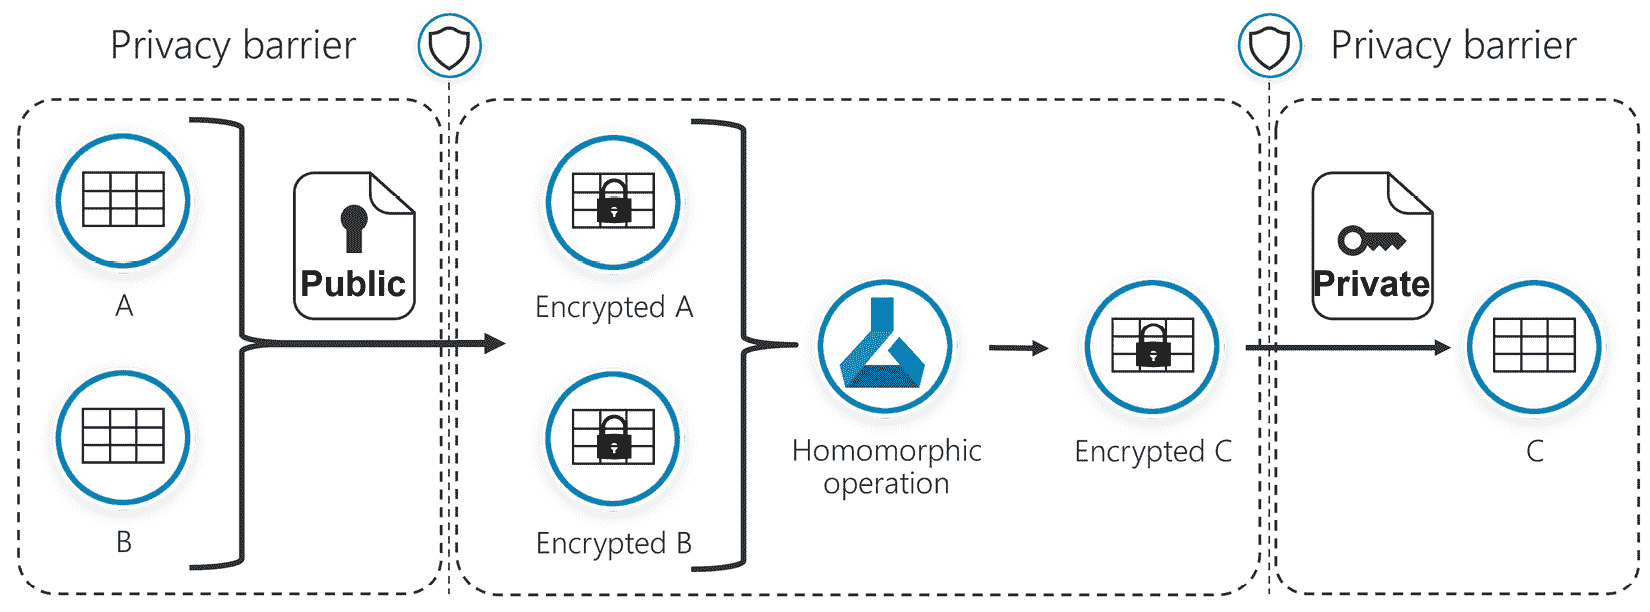 Privacy barrier
Privacy barrier
A
B
Public
Encrypted A
Encrypted B
Homomorphic
operation
Encrypted C
Private
C